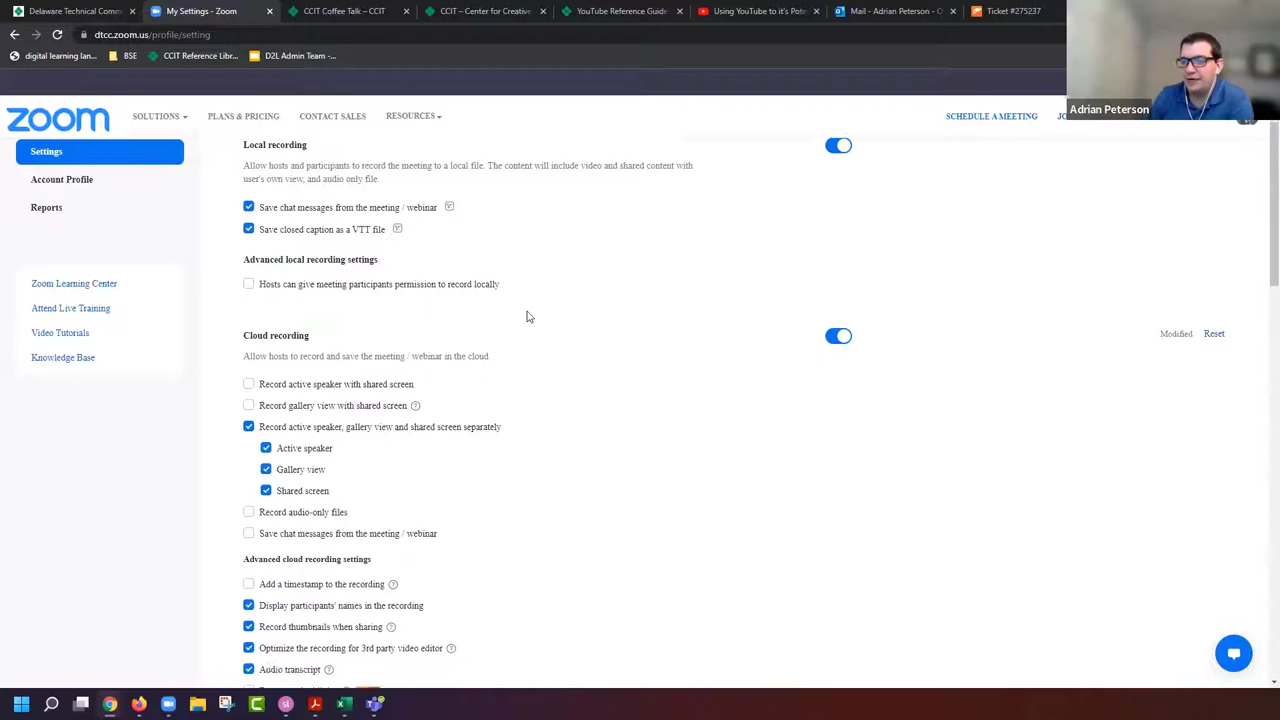 Delaware Technical Comm
My Settings - Zoom
CCIT Coffee Talk – CCIT
CCIT – Center for Creative
YouTube Reference Guide
Using YouTube to it's Pote
Mail - Adrian Peterson - O
Ticket #275237
dtcc.zoom.us/profile/setting
digital learning lan...
BSE
CCIT Reference Libr...
D2L Admin Team -...
Adrian Peterson
zoom
SOLUTIONS
PLANS & PRICING
CONTACT SALES
RESOURCES
SCHEDULE A MEETING
Settings
Account Profile
Reports
Zoom Learning Center
Attend Live Training
Video Tutorials
Knowledge Base
Local recording
Allow hosts and participants to record the meeting to a local file. The content will include video and shared content with
user's own view, and audio only file.
Save chat messages from the meeting / webinar
Save closed caption as a VTT file
Advanced local recording settings
Hosts can give meeting participants permission to record locally
Cloud recording
Modified Reset
Allow hosts to record and save the meeting / webinar in the cloud
Record active speaker with shared screen
Record gallery view with shared screen
Record active speaker, gallery view and shared screen separately
Active speaker
Gallery view
Shared screen
Record audio-only files
Save chat messages from the meeting / webinar
Advanced cloud recording settings
Add a timestamp to the recording
Display participants' names in the recording
Record thumbnails when sharing
Optimize the recording for 3rd party video editor
Audio transcript